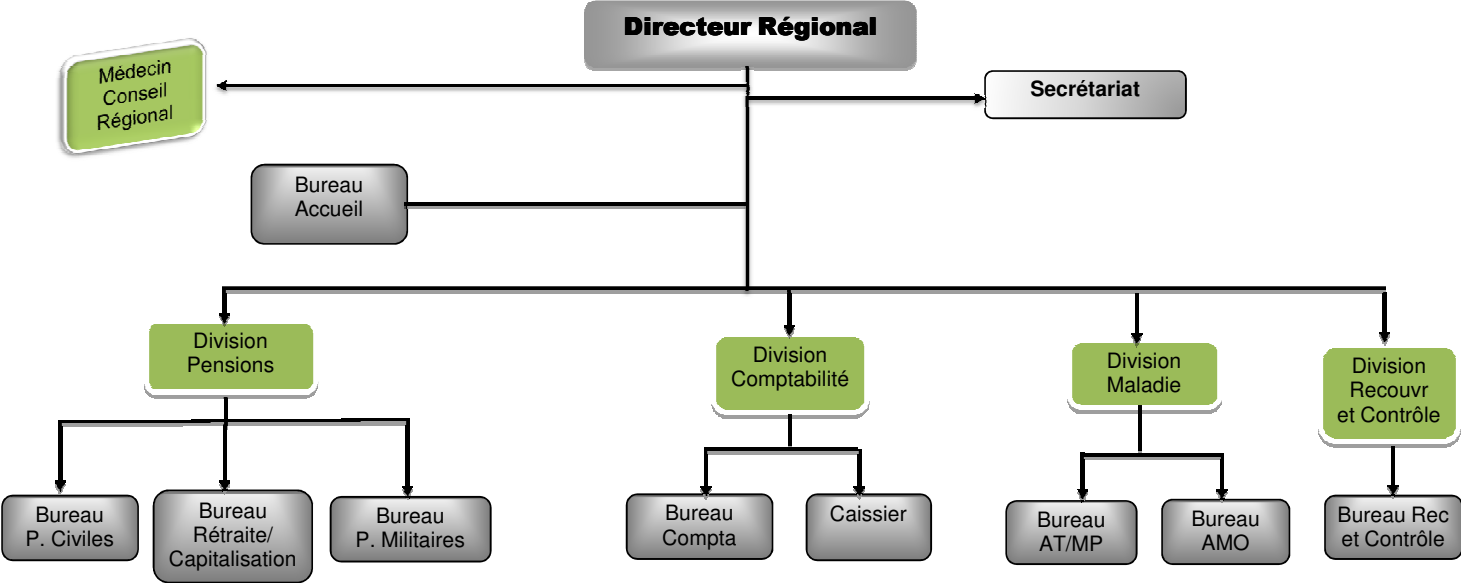 Directeur Régional
Médecin
Conseil
Régional
Secrétariat
Bureau
Accueil
Division
Pensions
Division
Comptabilité
Division
Maladie
Division
Recouvr
et Contrôle
Bureau
P. Civiles
Bureau
Rétraite/
Capitalisation
Bureau
P. Militaires
Bureau
Compta
Caissier
Bureau
AT/MP
Bureau
AMO
Bureau Rec
et Contrôle